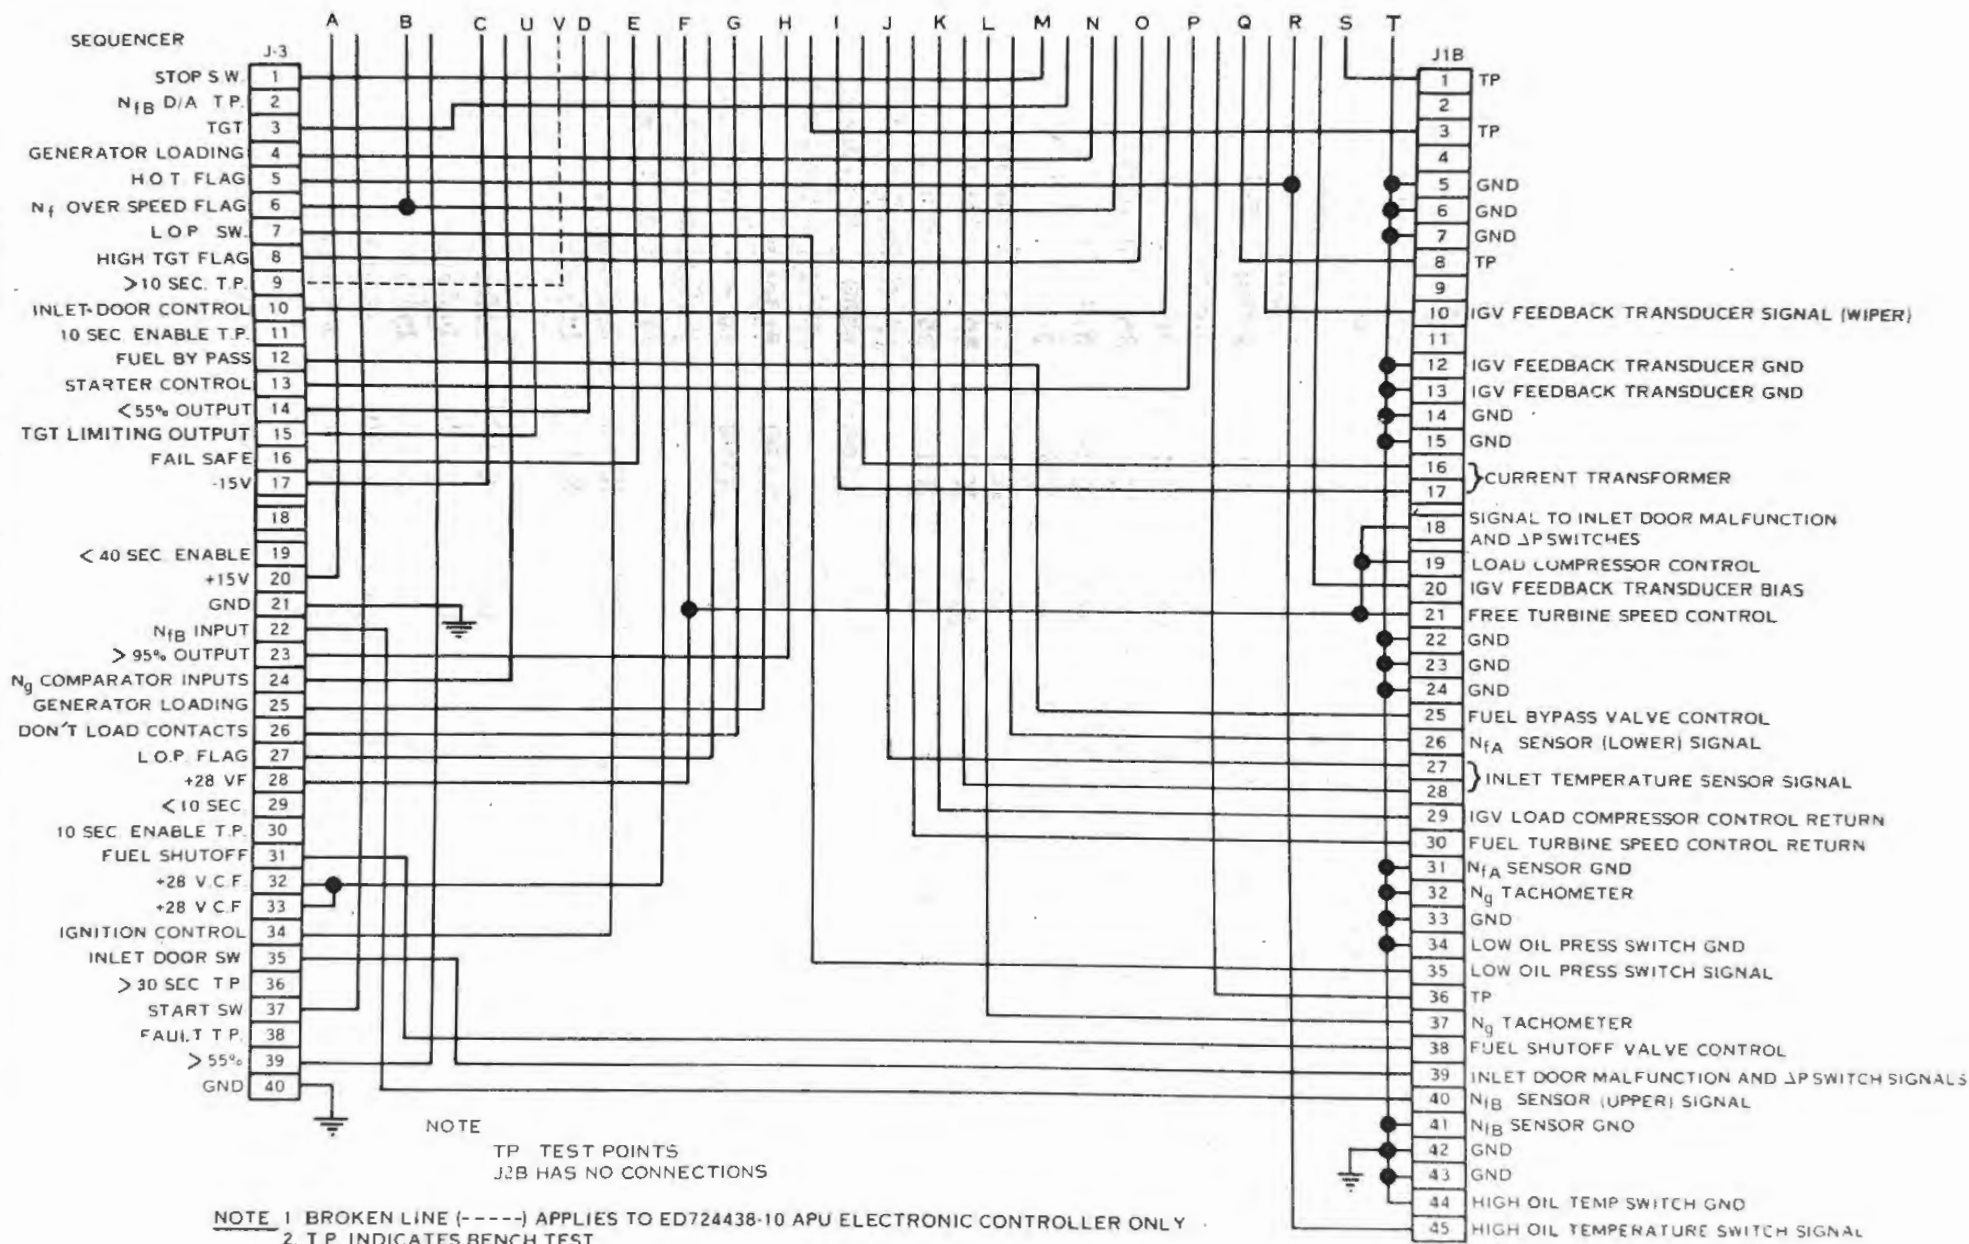 A B C U V D E F G H I J K L M N O P Q R S T
SEQUENCER
J-3
STOP S.W. 1
NfB D/A T.P. 2
TGT 3
GENERATOR LOADING 4
H O T FLAG 5
Nf OVER SPEED FLAG 6
L O P SW. 7
HIGH TGT FLAG 8
>10 SEC. T.P. 9
INLET-DOOR CONTROL 10
10 SEC. ENABLE T.P. 11
FUEL BY PASS 12
STARTER CONTROL 13
<55% OUTPUT 14
TGT LIMITING OUTPUT 15
FAIL SAFE 16
-15V 17
18
<40 SEC. ENABLE 19
+15V 20
GND 21
NfB INPUT 22
>95% OUTPUT 23
Ng COMPARATOR INPUTS 24
GENERATOR LOADING 25
DON'T LOAD CONTACTS 26
L.O.P. FLAG 27
+28 VF 28
<10 SEC. 29
10 SEC. ENABLE T.P. 30
FUEL SHUTOFF 31
+28 V.C.F. 32
+28 V C.F 33
IGNITION CONTROL 34
INLET DOOR SW 35
>30 SEC T P 36
START SW 37
FAULT T P. 38
>55% 39
GND 40
J1B
1 TP
2
3 TP
4
5 GND
6 GND
7 GND
8 TP
9
10 IGV FEEDBACK TRANSDUCER SIGNAL (WIPER)
11
12 IGV FEEDBACK TRANSDUCER GND
13 IGV FEEDBACK TRANSDUCER GND
14 GND
15 GND
16
CURRENT TRANSFORMER
17
18 SIGNAL TO INLET DOOR MALFUNCTION
AND ΔP SWITCHES
19 LOAD COMPRESSOR CONTROL
20 IGV FEEDBACK TRANSDUCER BIAS
21 FREE TURBINE SPEED CONTROL
22 GND
23 GND
24 GND
25 FUEL BYPASS VALVE CONTROL
26 NfA SENSOR (LOWER) SIGNAL
27
INLET TEMPERATURE SENSOR SIGNAL
28
29 IGV LOAD COMPRESSOR CONTROL RETURN
30 FUEL TURBINE SPEED CONTROL RETURN
31 NfA SENSOR GND
32 Ng TACHOMETER
33 GND
34 LOW OIL PRESS SWITCH GND
35 LOW OIL PRESS SWITCH SIGNAL
36 TP
37 Ng TACHOMETER
38 FUEL SHUTOFF VALVE CONTROL
39 INLET DOOR MALFUNCTION AND ΔP SWITCH SIGNALS
40 NfB SENSOR (UPPER) SIGNAL
41 NfB SENSOR GND
42 GND
43 GND
44 HIGH OIL TEMP SWITCH GND
45 HIGH OIL TEMPERATURE SWITCH SIGNAL
NOTE
TP TEST POINTS
J2B HAS NO CONNECTIONS
NOTE 1 BROKEN LINE (-----) APPLIES TO ED724438-10 APU ELECTRONIC CONTROLLER ONLY
2. T.P. INDICATES BENCH TEST